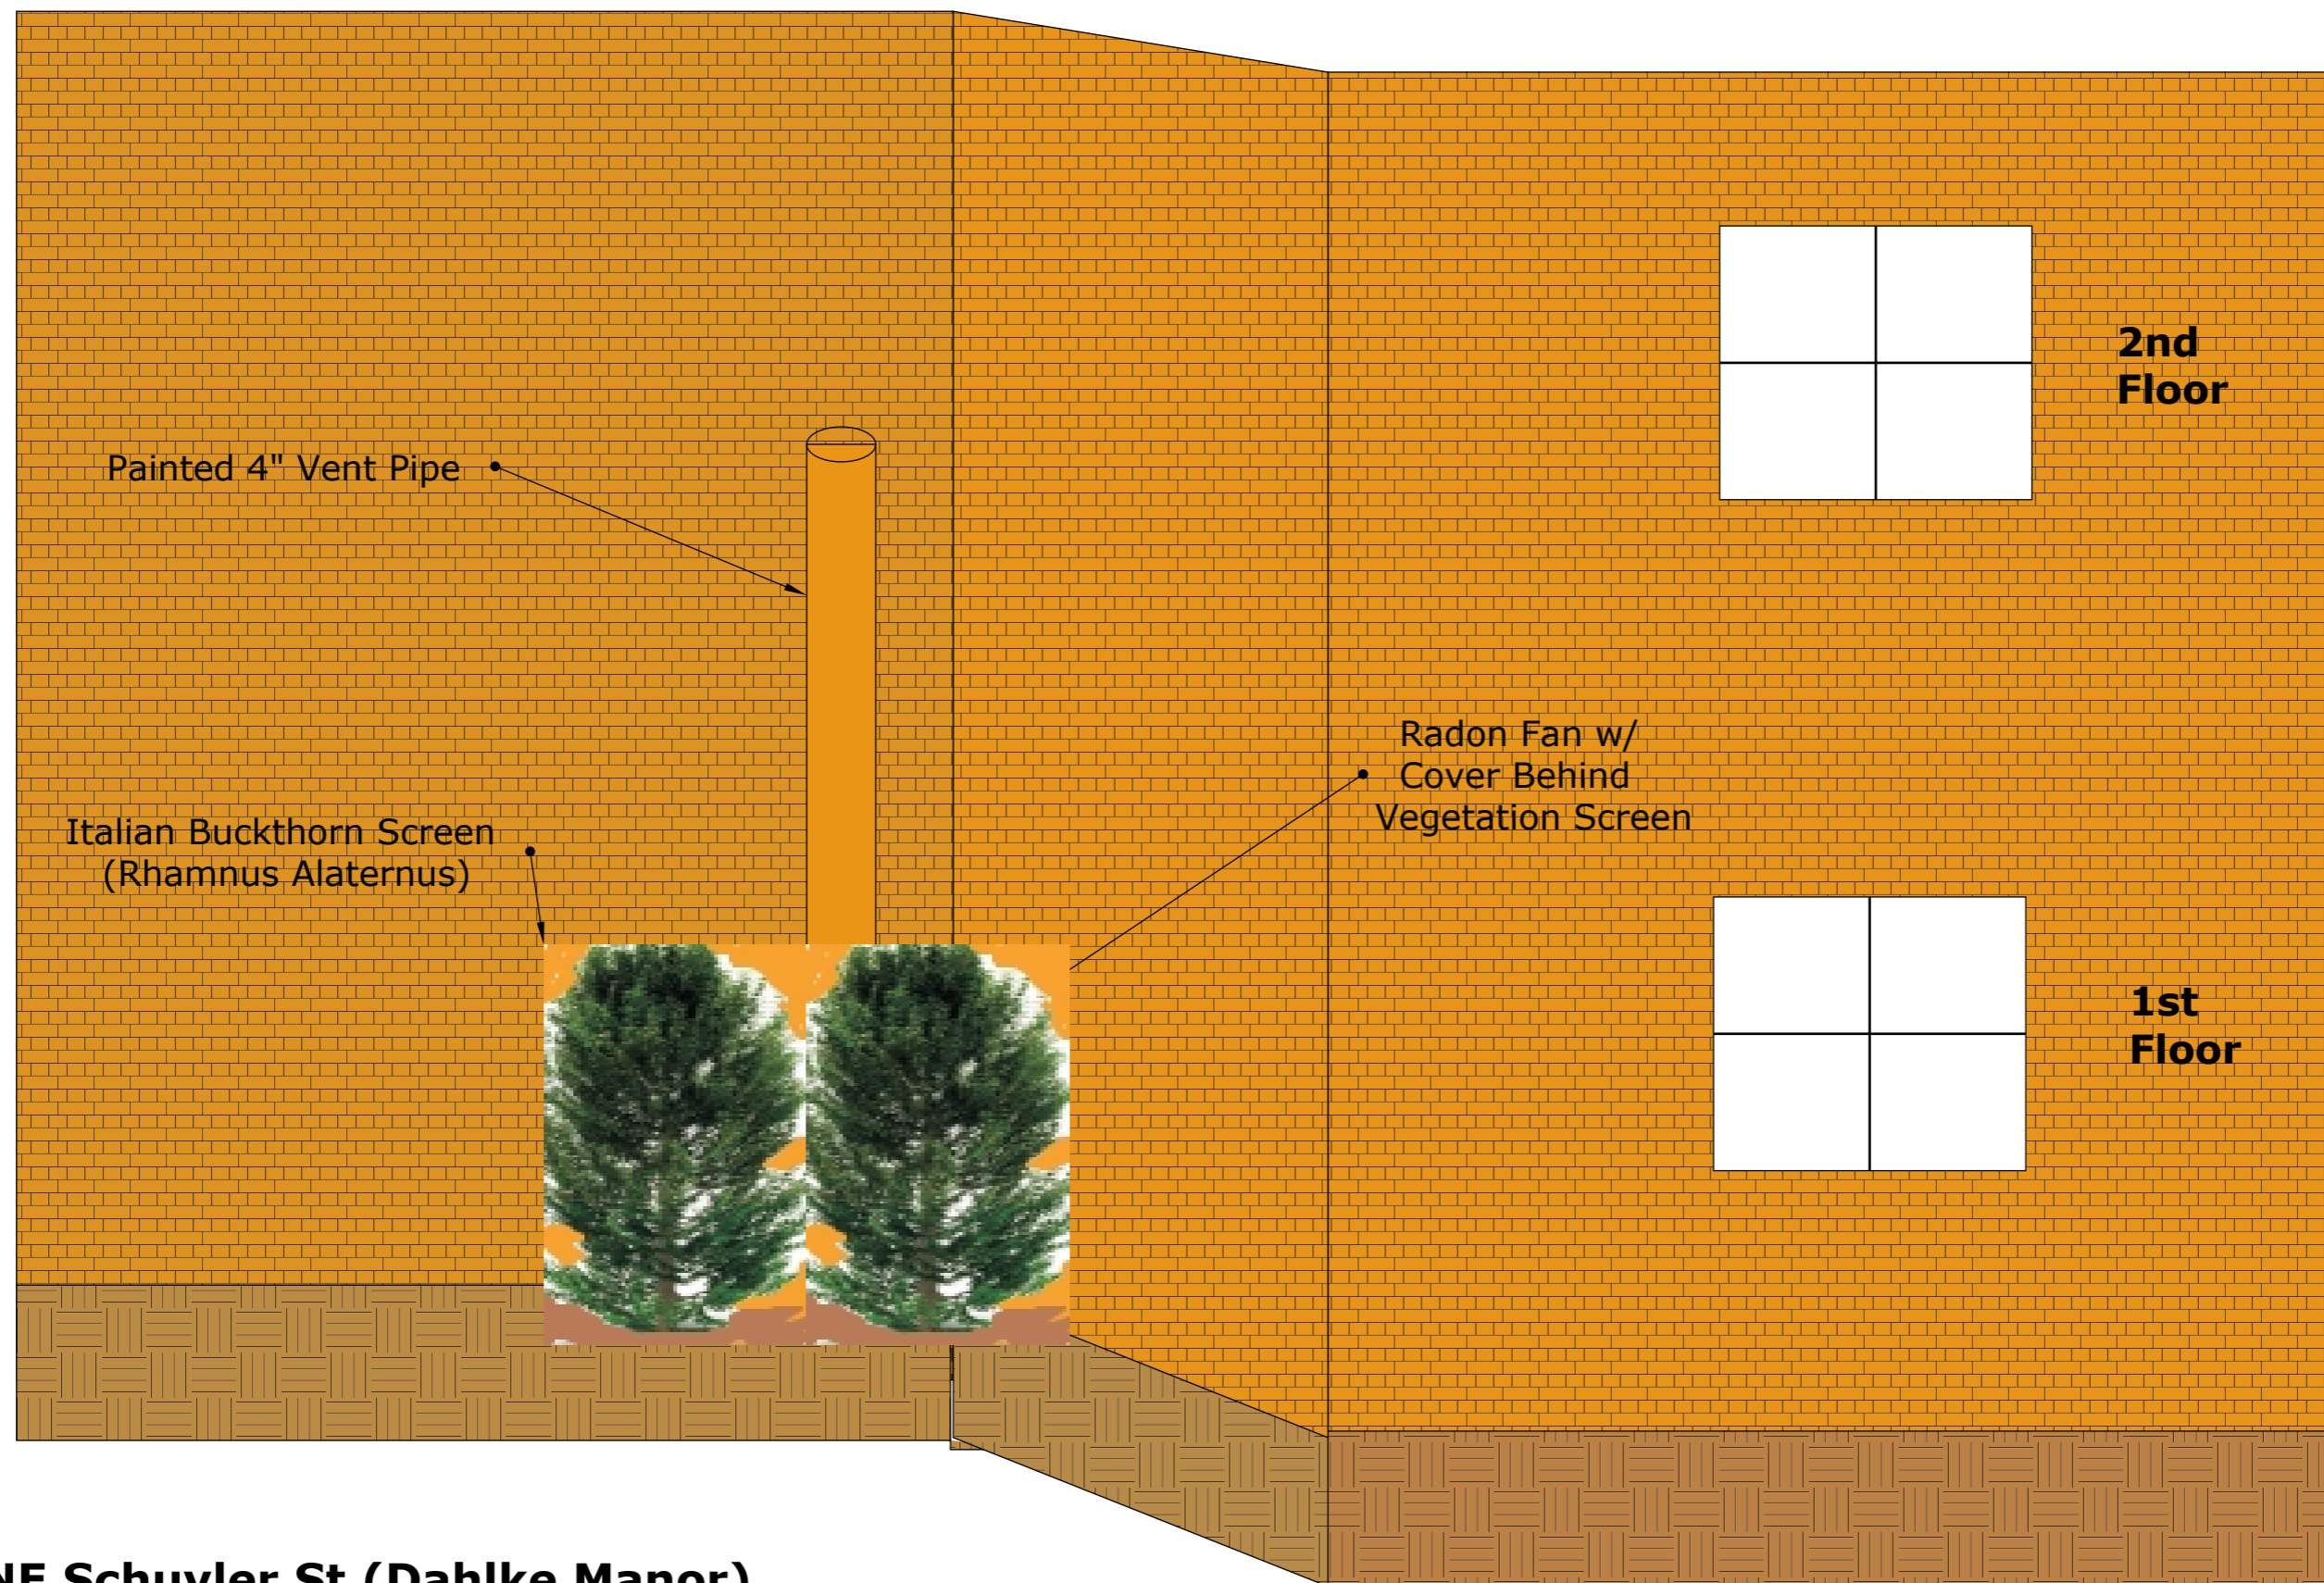 2nd
Floor
Painted 4" Vent Pipe
Radon Fan w/
Cover Behind
Vegetation Screen
Italian Buckthorn Screen
(Rhamnus Alaternus)
1st
Floor
NE Schuyler St (Dahlke Manor)